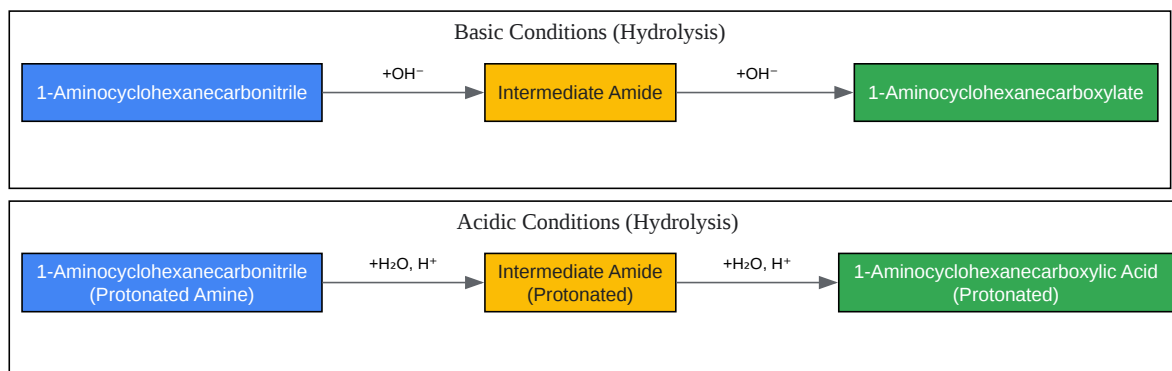 Basic Conditions (Hydrolysis)
+OH⁻
+OH⁻
1-Aminocyclohexanecarbonitrile
Intermediate Amide
1-Aminocyclohexanecarboxylate
Acidic Conditions (Hydrolysis)
+H₂O, H⁺
+H₂O, H⁺
1-Aminocyclohexanecarbonitrile
(Protonated Amine)
Intermediate Amide
(Protonated)
1-Aminocyclohexanecarboxylic Acid
(Protonated)